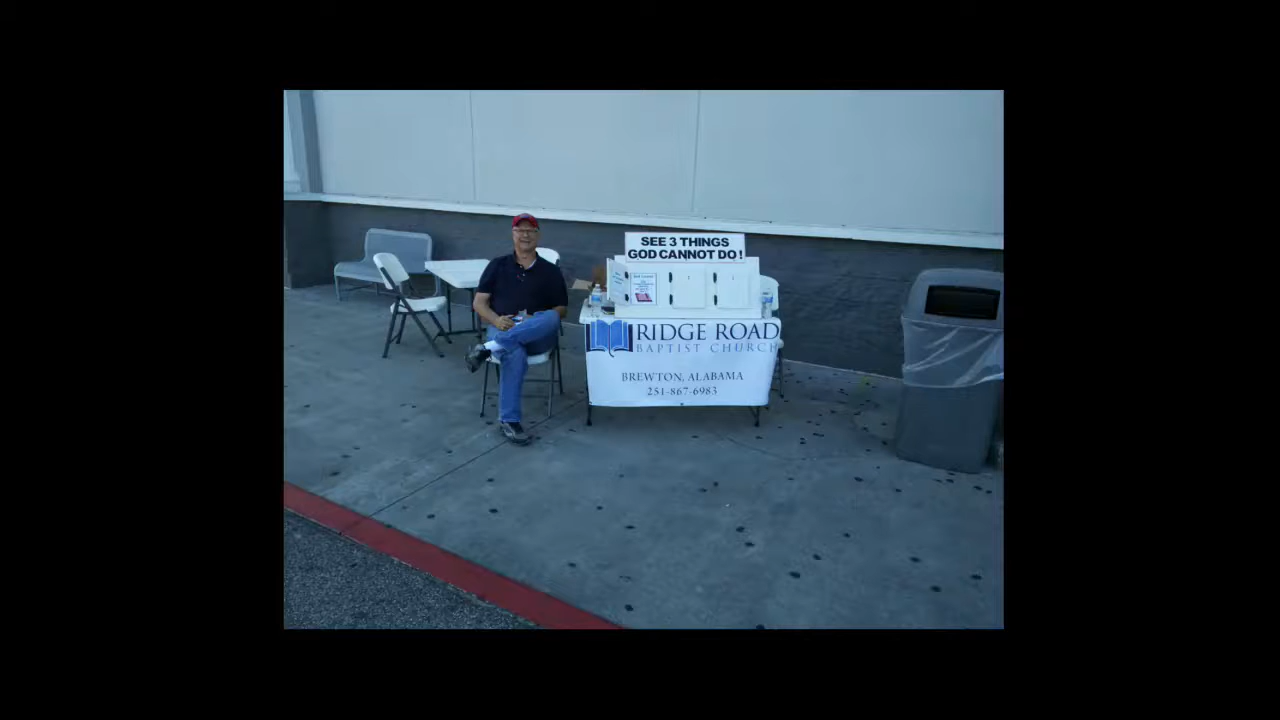 SEE 3 THINGS
GOD CANNOT DO!
RIDGE ROAD
BAPTIST CHURCH
BREWTON, ALABAMA
251-867-6983